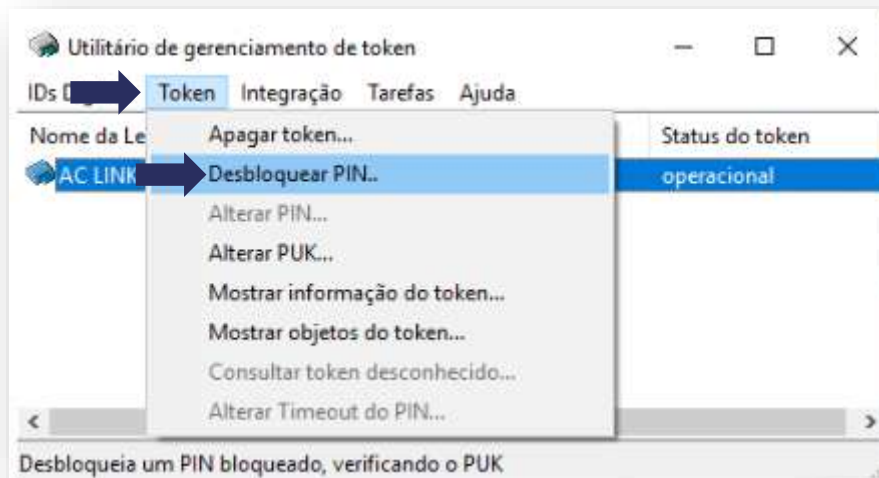 Utilitário de gerenciamento de token
IDs Token Integração Tarefas Ajuda
Nome da Le Status do token
AC LINK operacional
Apagar token...
Desbloquear PIN..
Alterar PIN...
Alterar PUK...
Mostrar informação do token...
Mostrar objetos do token...
Consultar token desconhecido...
Alterar Timeout do PIN...
Desbloqueia um PIN bloqueado, verificando o PUK